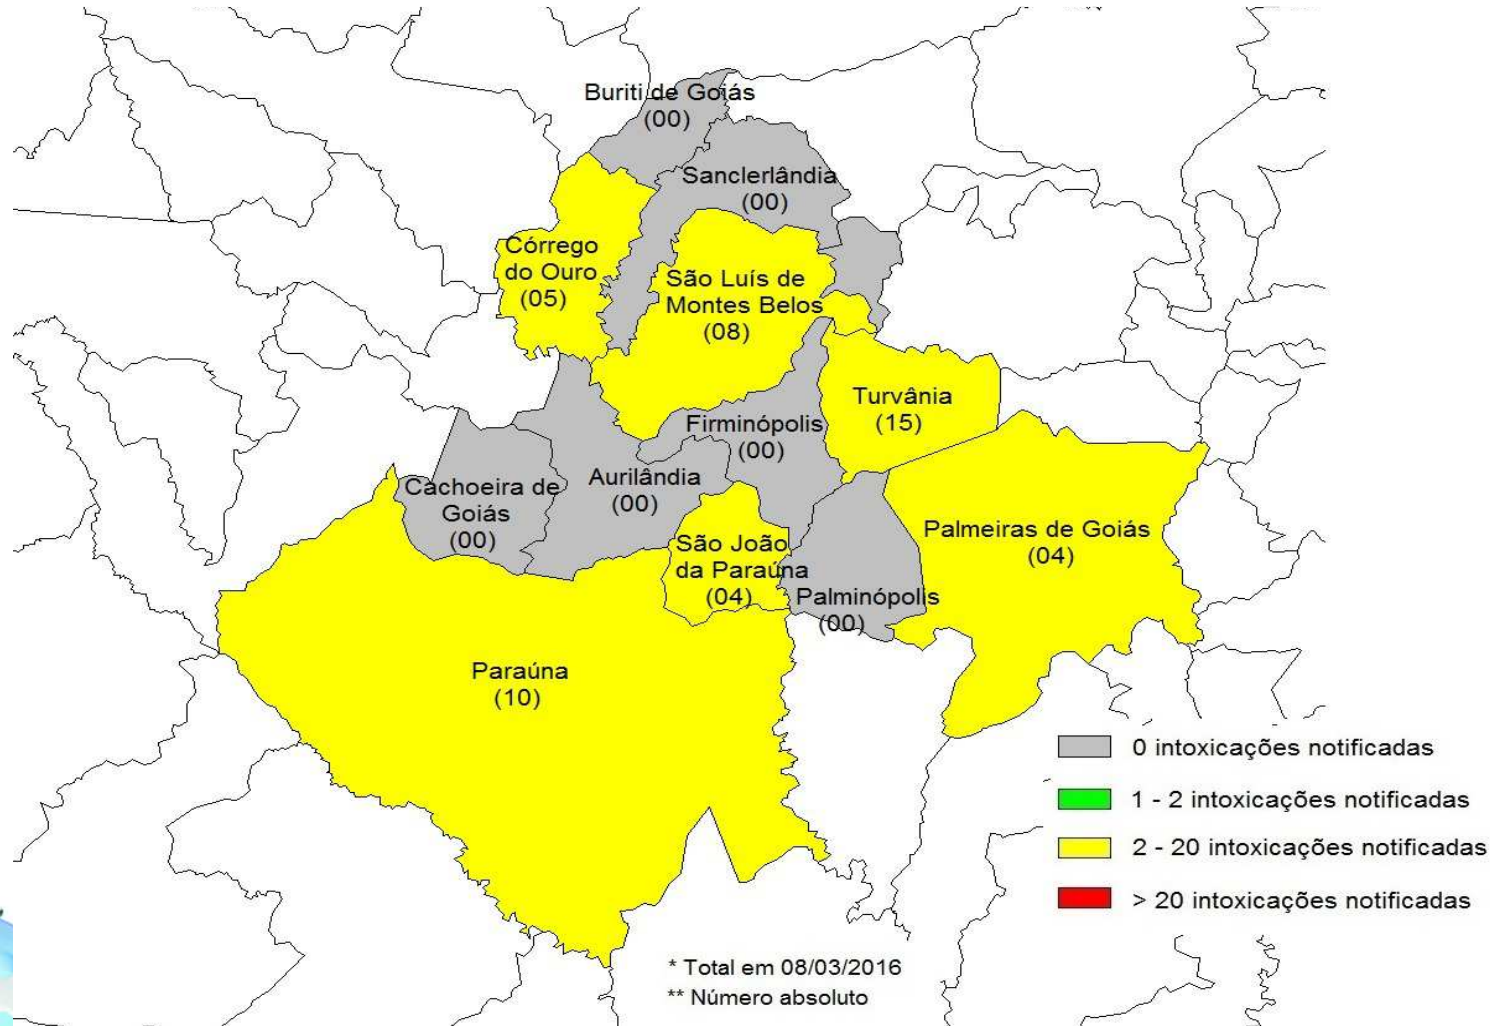 Buriti de Goiás
(00)
Sanclerlândia
(00)
Córrego
do Ouro
(05)
São Luís de
Montes Belos
(08)
Turvânia
(15)
Firminópolis
(00)
Aurilândia
(00)
Cachoeira de
Goiás
(00)
São João
da Paraúna
(04)
Palmeiras de Goiás
(04)
Palminópolis
(00)
Paraúna
(10)
0 intoxicações notificadas
1 - 2 intoxicações notificadas
2 - 20 intoxicações notificadas
> 20 intoxicações notificadas
* Total em 08/03/2016
** Número absoluto